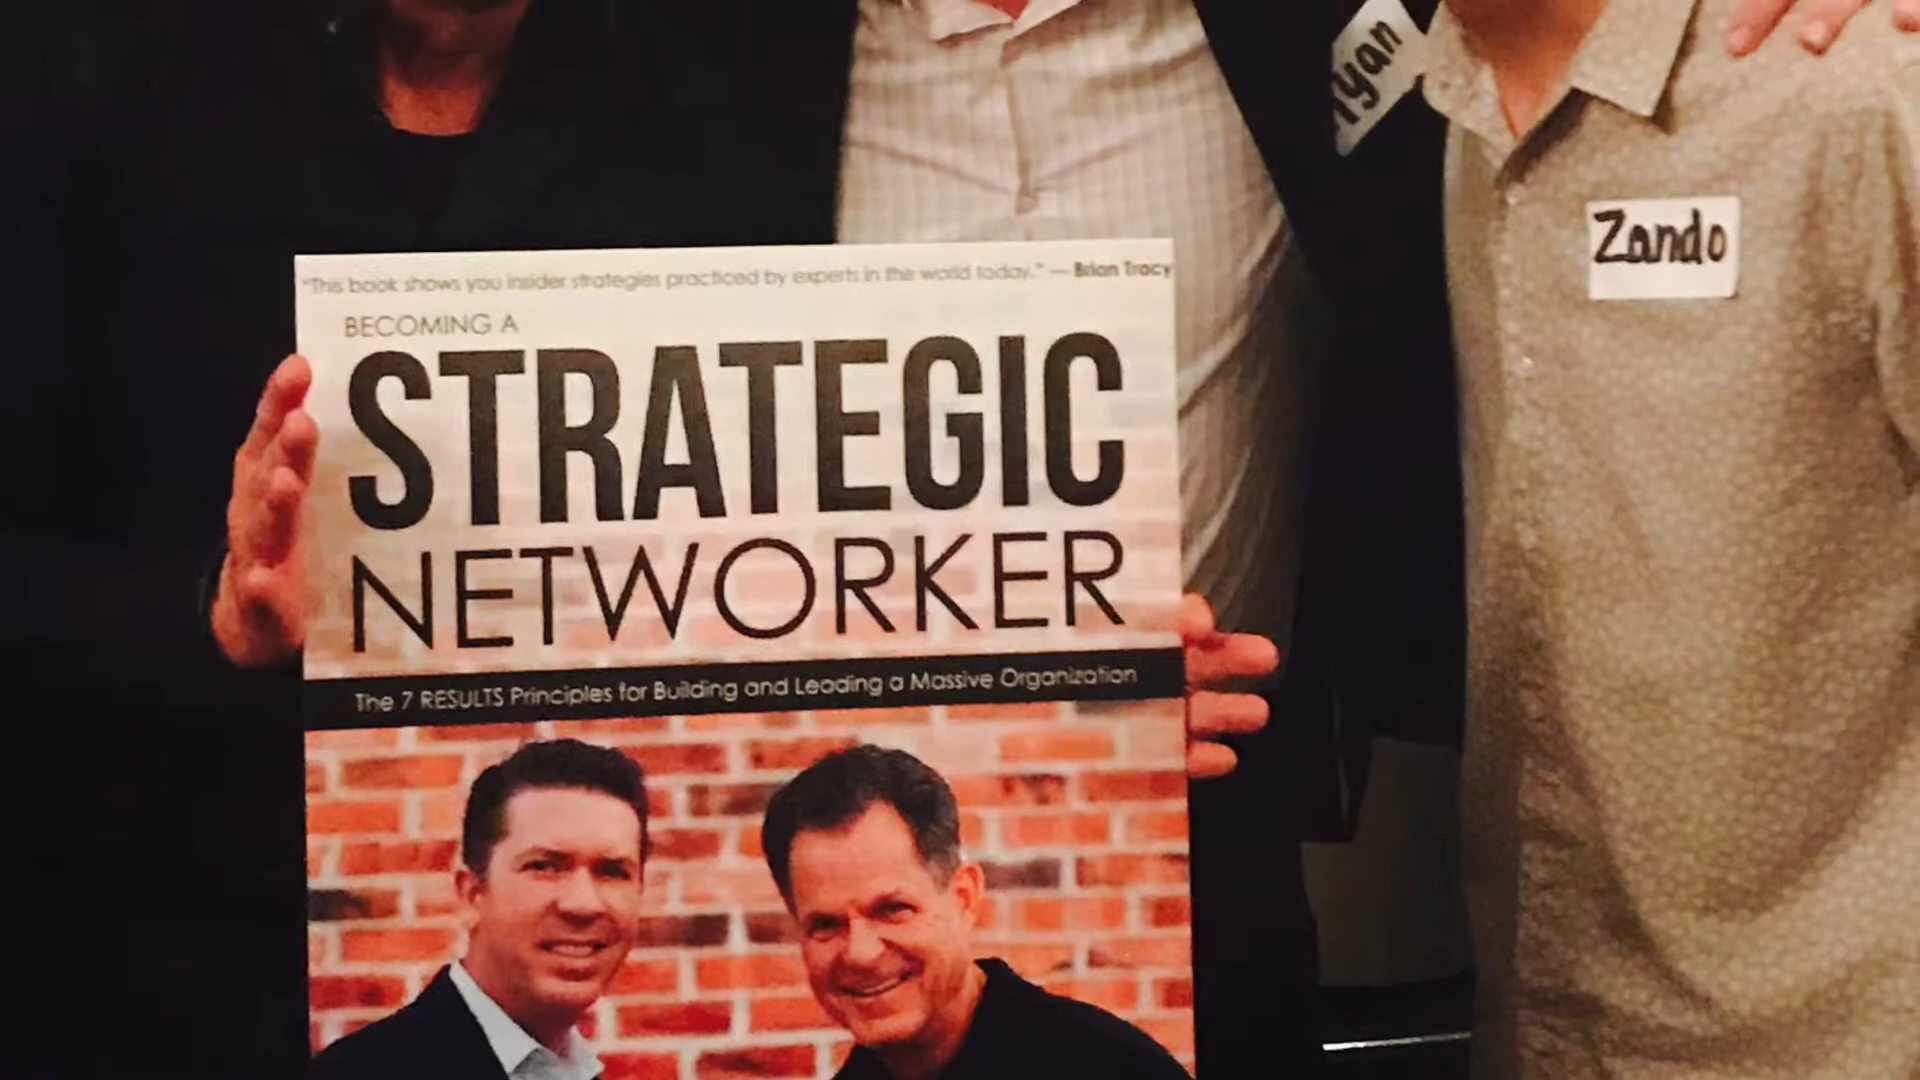 "This book shows you insider strategies practiced by experts in the world today." — Brian Tracy
BECOMING A
STRATEGIC
NETWORKER
The 7 RESULTS Principles for Building and Leading a Massive Organization
ryan
Zando